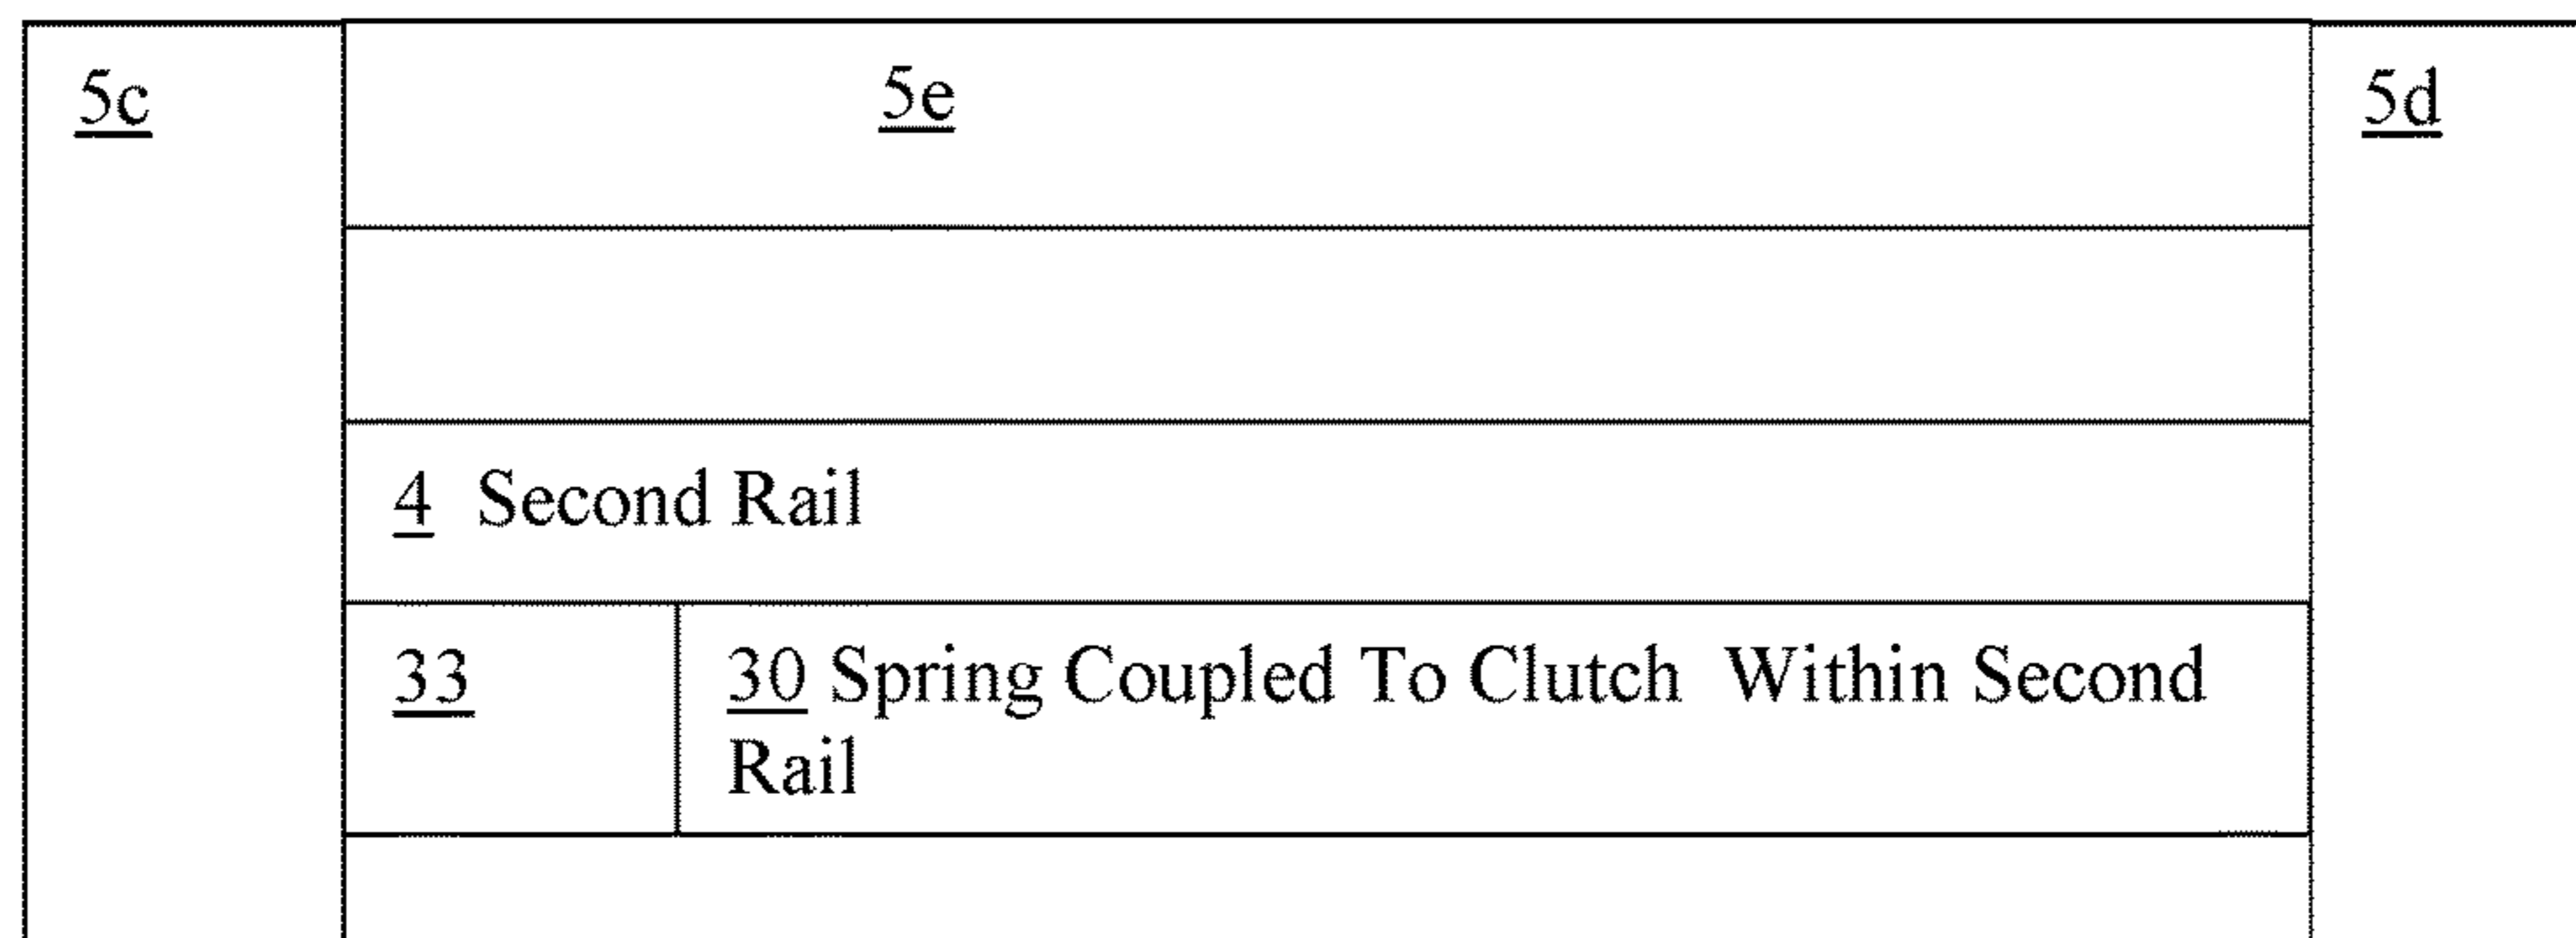 5c
5e
5d
4 Second Rail
33
30 Spring Coupled To Clutch Within Second
Rail